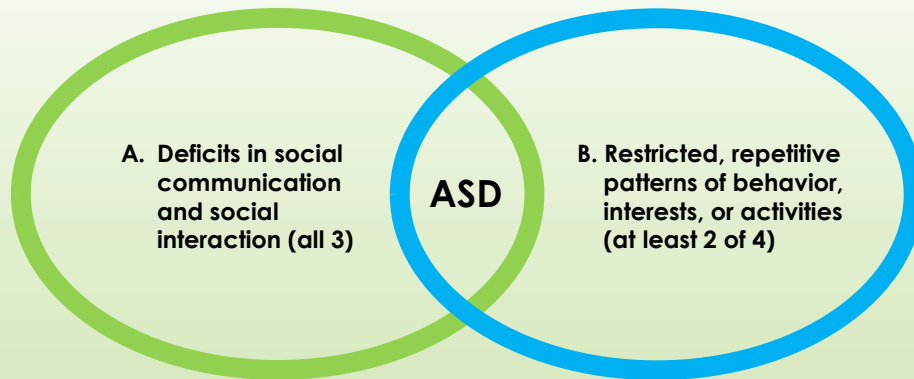 A. Deficits in social
communication
and social
interaction (all 3)
ASD
B. Restricted, repetitive
patterns of behavior,
interests, or activities
(at least 2 of 4)